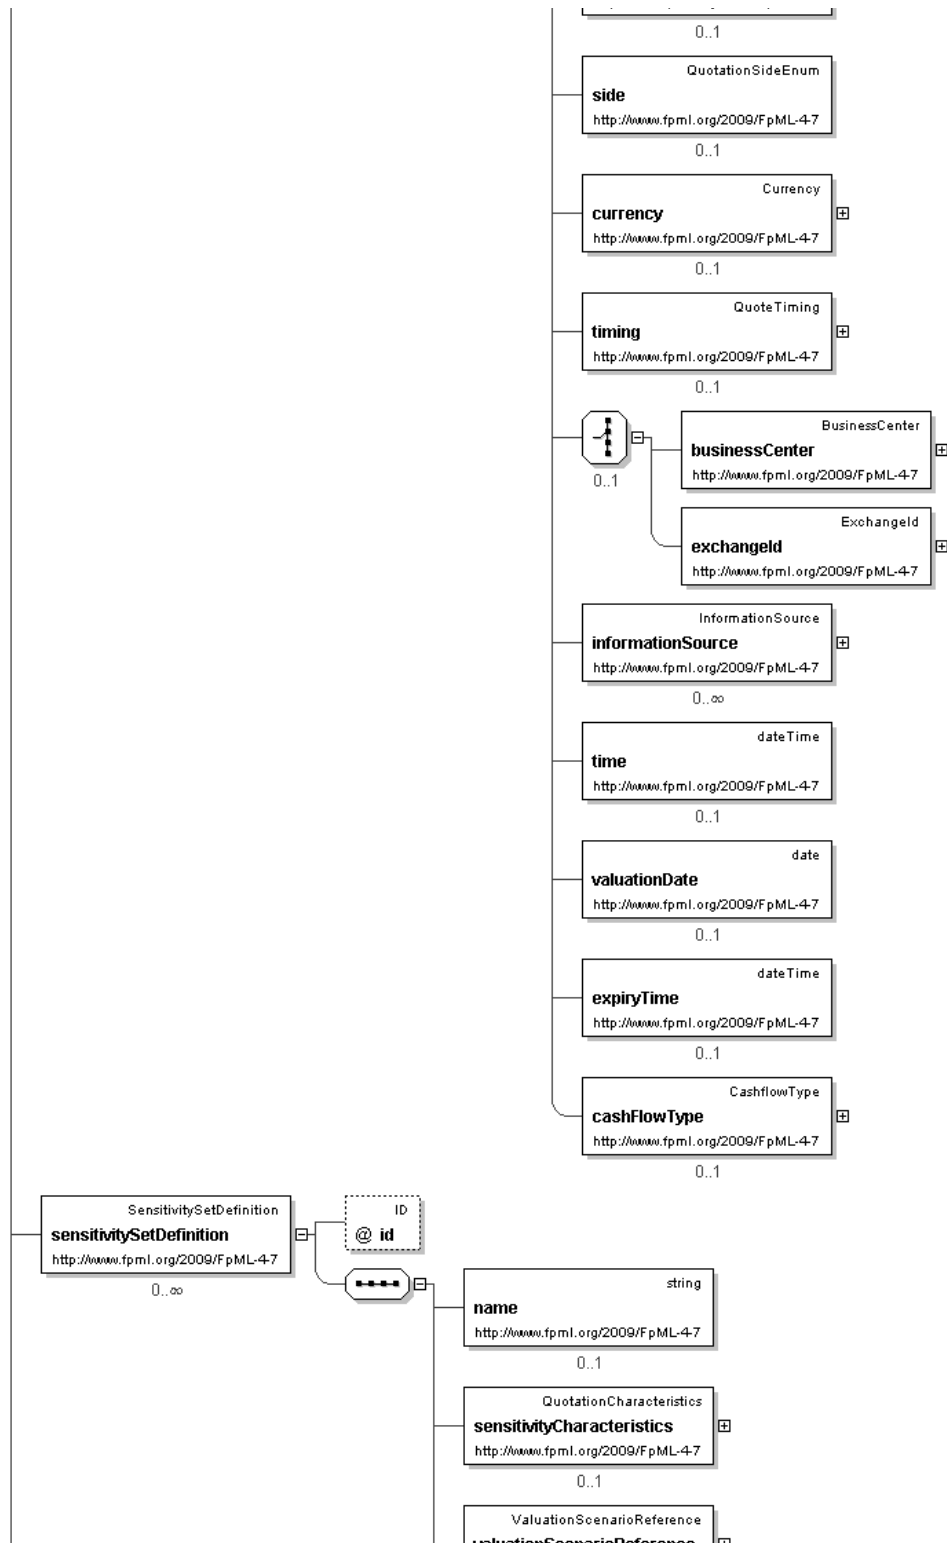 0..1
QuotationSideEnum
side
http://www.fpml.org/2009/FpML-4-7
0..1
Currency
currency
http://www.fpml.org/2009/FpML-4-7
0..1
QuoteTiming
timing
http://www.fpml.org/2009/FpML-4-7
0..1
BusinessCenter
businessCenter
http://www.fpml.org/2009/FpML-4-7
0..1
ExchangeId
exchangeId
http://www.fpml.org/2009/FpML-4-7
InformationSource
informationSource
http://www.fpml.org/2009/FpML-4-7
0..∞
dateTime
time
http://www.fpml.org/2009/FpML-4-7
0..1
date
valuationDate
http://www.fpml.org/2009/FpML-4-7
0..1
dateTime
expiryTime
http://www.fpml.org/2009/FpML-4-7
0..1
CashflowType
cashFlowType
http://www.fpml.org/2009/FpML-4-7
0..1
SensitivitySetDefinition
sensitivitySetDefinition
http://www.fpml.org/2009/FpML-4-7
0..∞
ID
@ id
string
name
http://www.fpml.org/2009/FpML-4-7
0..1
QuotationCharacteristics
sensitivityCharacteristics
http://www.fpml.org/2009/FpML-4-7
0..1
ValuationScenarioReference
valuationScenarioReference